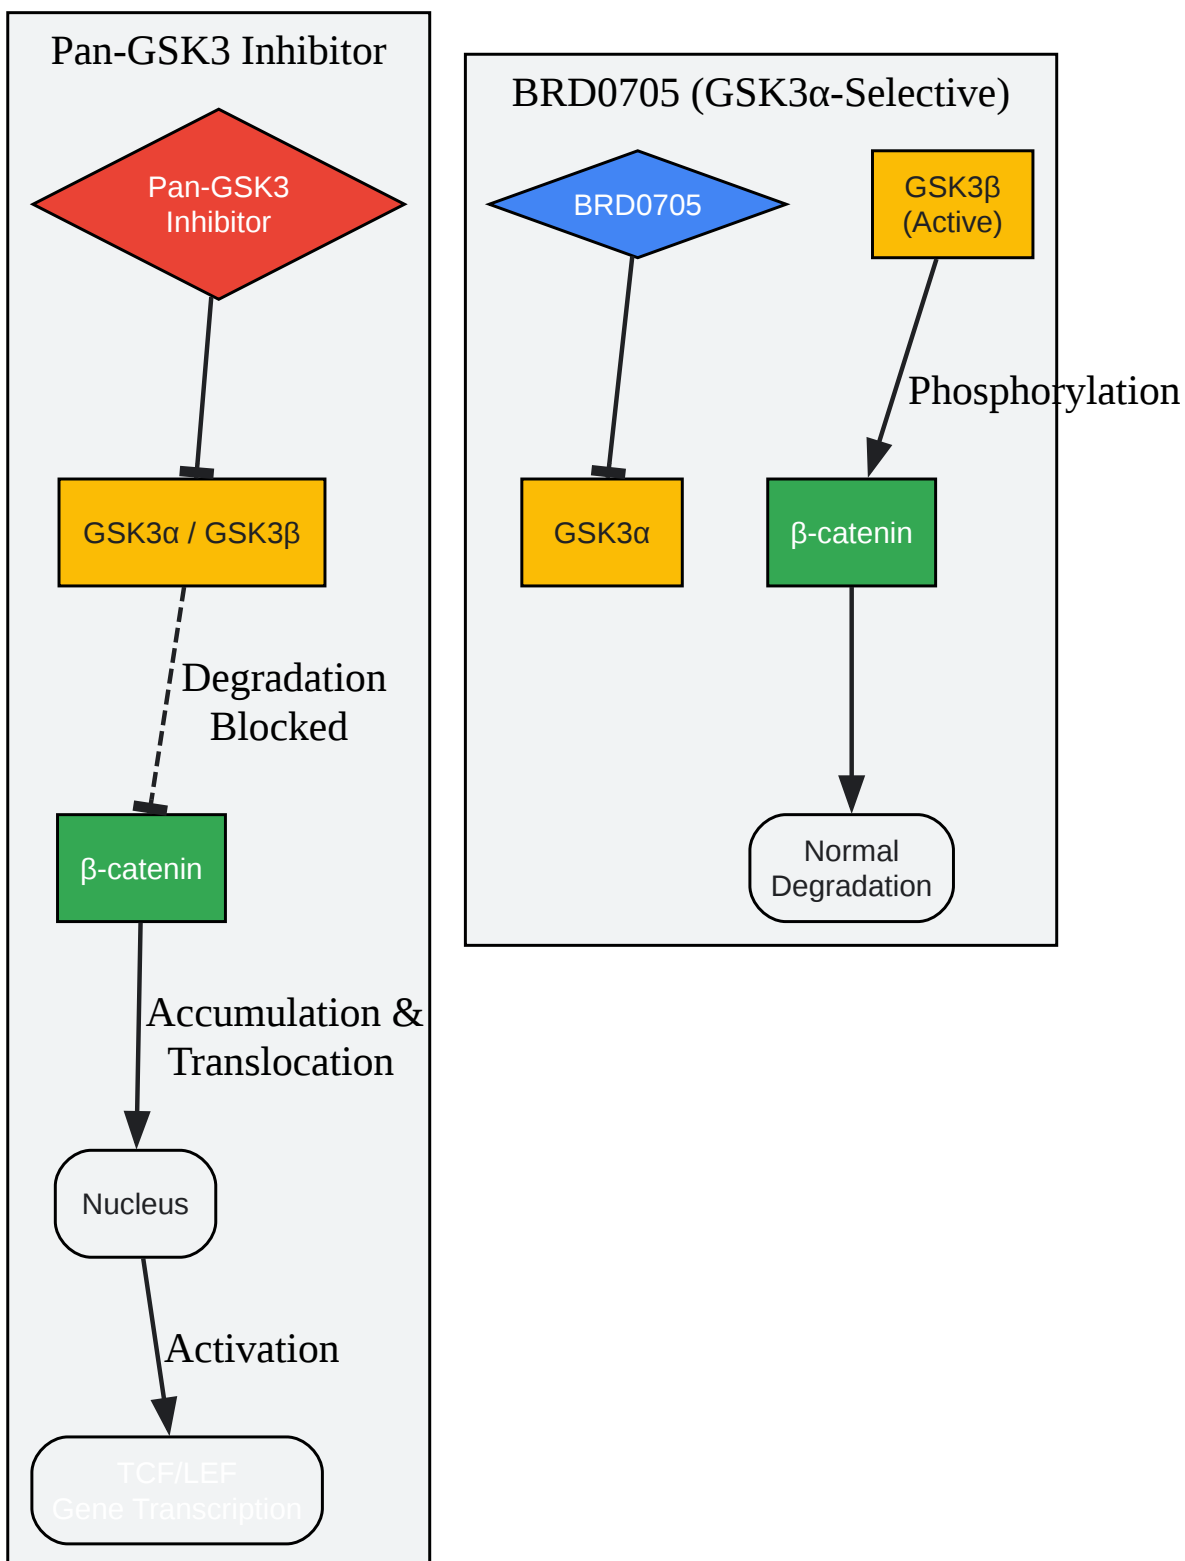 Pan-GSK3 Inhibitor
Pan-GSK3
Inhibitor
GSK3α / GSK3β
Degradation
Blocked
β-catenin
Accumulation &
Translocation
Nucleus
Activation
TCF/LEF
Gene Transcription
BRD0705 (GSK3α-Selective)
BRD0705
GSK3β
(Active)
Phosphorylation
GSK3α
β-catenin
Normal
Degradation